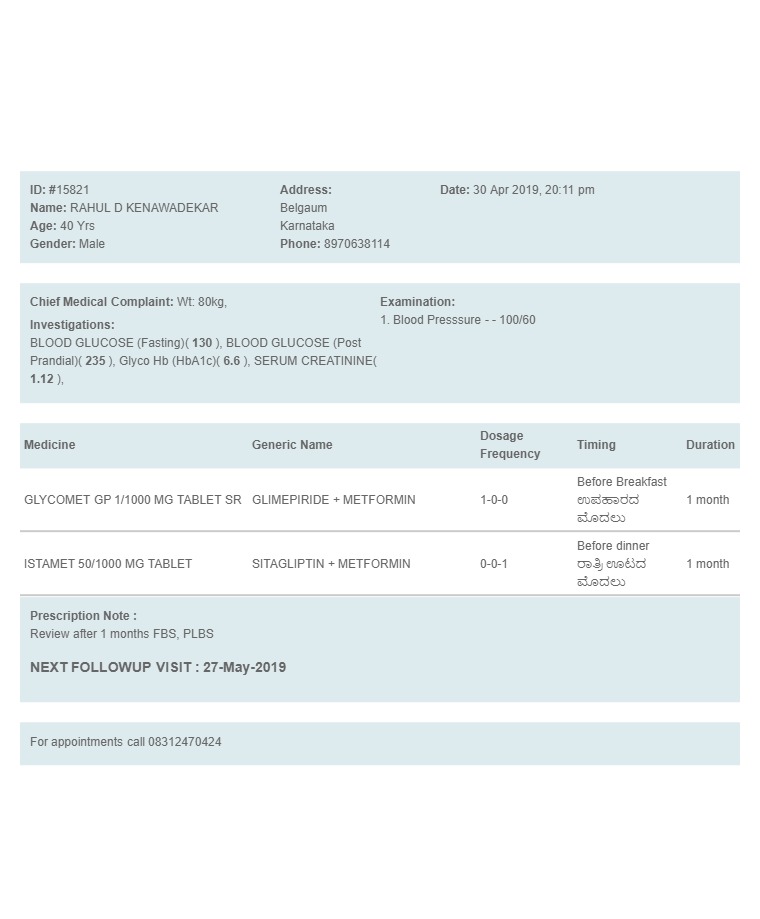 ID: #15821
Name: RAHUL D KENAWADEKAR
Age: 40 Yrs
Gender: Male
Address:
Belgaum
Karnataka
Phone: 8970638114
Date: 30 Apr 2019, 20:11 pm
Chief Medical Complaint: Wt: 80kg,
Investigations:
BLOOD GLUCOSE (Fasting)( 130 ), BLOOD GLUCOSE (Post
Prandial)( 235 ), Glyco Hb (HbA1c)( 6.6 ), SERUM CREATININE(
1.12 ),
Examination:
1. Blood Presssure - - 100/60
Medicine Generic Name Dosage Frequency Timing Duration
GLYCOMET GP 1/1000 MG TABLET SR GLIMEPIRIDE + METFORMIN 1-0-0 Before Breakfast 1 month
ಉಪಹಾರದ
ಮೊದಲು
ISTAMET 50/1000 MG TABLET SITAGLIPTIN + METFORMIN 0-0-1 Before dinner 1 month
ರಾತ್ರಿ ಊಟದ
ಮೊದಲು
Prescription Note :
Review after 1 months FBS, PLBS
NEXT FOLLOWUP VISIT : 27-May-2019
For appointments call 08312470424